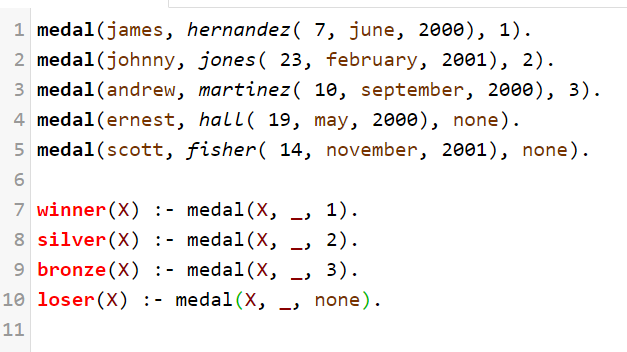 1 medal(james, hernandez( 7, june, 2000), 1).
2 medal(johnny, jones( 23, february, 2001), 2).
3 medal(andrew, martinez( 10, september, 2000), 3).
4 medal(ernest, hall( 19, may, 2000), none).
5 medal(scott, fisher( 14, november, 2001), none).
6
7 winner(X) :- medal(X, _, 1).
8 silver(X) :- medal(X, _, 2).
9 bronze(X) :- medal(X, _, 3).
10 loser(X) :- medal(X, _, none).
11